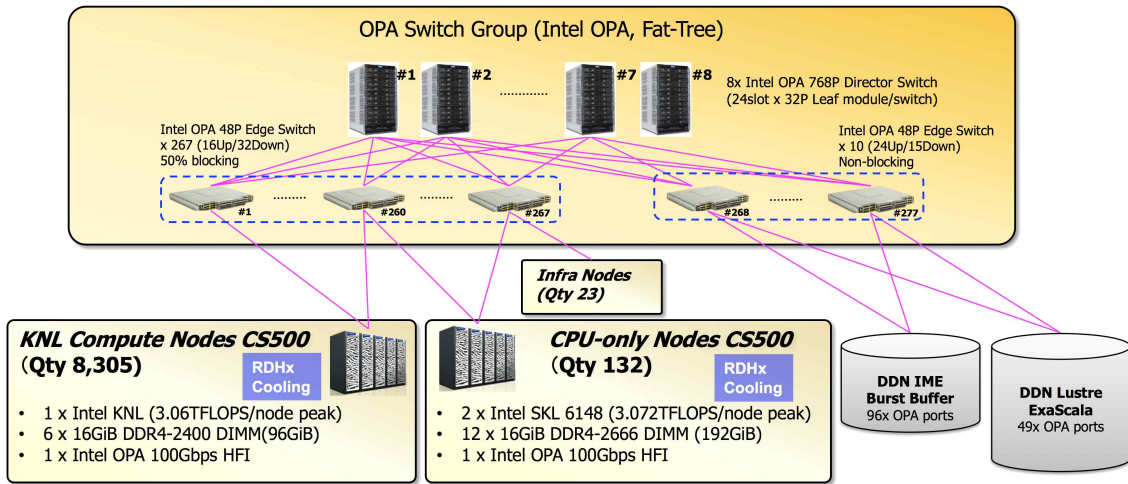 OPA Switch Group (Intel OPA, Fat-Tree)
#1
#2
#7
#8
8x Intel OPA 768P Director Switch
(24slot x 32P Leaf module/switch)
Intel OPA 48P Edge Switch
x 267 (16Up/32Down)
50% blocking
Intel OPA 48P Edge Switch
x 10 (24Up/15Down)
Non-blocking
#1
#260
#267
#268
#277
Infra Nodes
(Qty 23)
KNL Compute Nodes CS500
(Qty 8,305)
RDHx
Cooling
• 1 x Intel KNL (3.06TFLOPS/node peak)
• 6 x 16GiB DDR4-2400 DIMM(96GiB)
• 1 x Intel OPA 100Gbps HFI
CPU-only Nodes CS500
(Qty 132)
RDHx
Cooling
• 2 x Intel SKL 6148 (3.072TFLOPS/node peak)
• 12 x 16GiB DDR4-2666 DIMM (192GiB)
• 1 x Intel OPA 100Gbps HFI
DDN IME
Burst Buffer
96x OPA ports
DDN Lustre
ExaScala
49x OPA ports